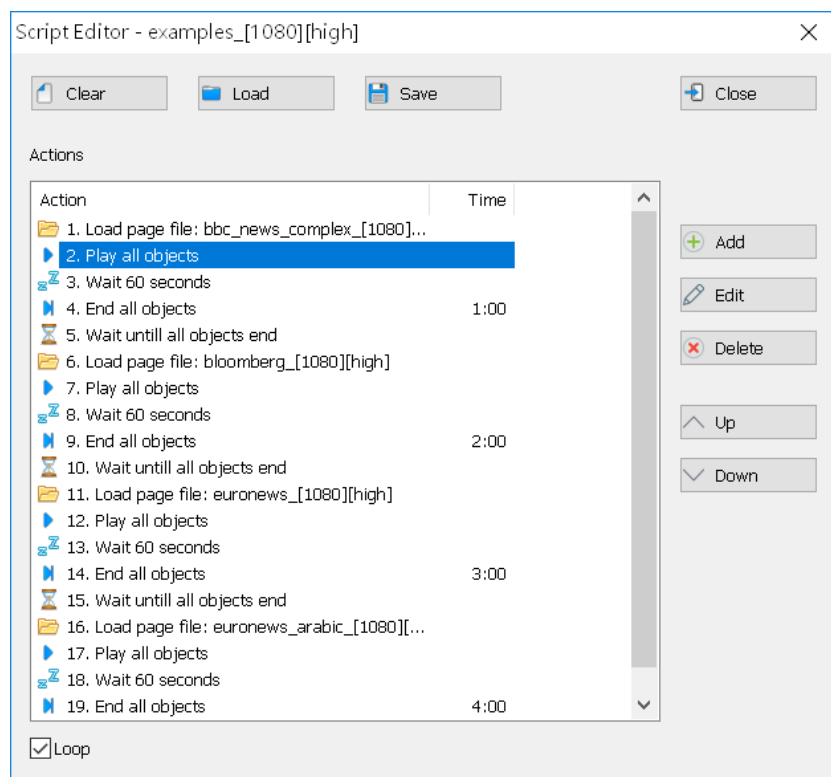 Script Editor - examples_[1080][high]
Clear Load Save Close
Actions
Action Time
1. Load page file: bbc_news_complex_[1080]...
2. Play all objects
3. Wait 60 seconds
4. End all objects 1:00
5. Wait untill all objects end
6. Load page file: bloomberg_[1080][high]
7. Play all objects
8. Wait 60 seconds
9. End all objects 2:00
10. Wait untill all objects end
11. Load page file: euronews_[1080][high]
12. Play all objects
13. Wait 60 seconds
14. End all objects 3:00
15. Wait untill all objects end
16. Load page file: euronews_arabic_[1080][...
17. Play all objects
18. Wait 60 seconds
19. End all objects 4:00
Add
Edit
Delete
Up
Down
Loop